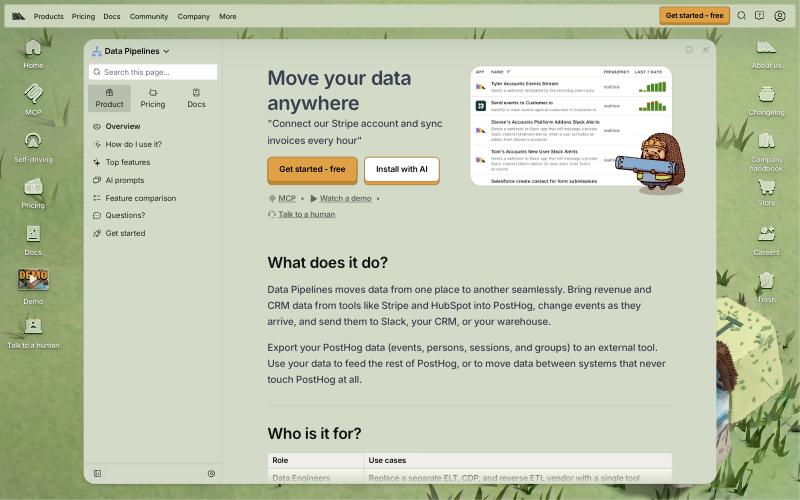 Products Pricing Docs Community Company More
Get started – free
Home
MCP
Self-driving
Pricing
Docs
DEMO
Demo
Talk to a human
Data Pipelines
Search this page...
Product Pricing Docs
Overview
How do I use it?
Top features
AI prompts
Feature comparison
Questions?
Get started
Move your data
anywhere
"Connect our Stripe account and sync
invoices every hour"
Get started – free Install with AI
MCP • Watch a demo •
Talk to a human
APP NAME FREQUENCY LAST 7 DAYS
Tyler Accounts Events Stream
Sends a webhook templated by the incoming event data
realtime
Send events to Customer.io
realtime
Steven's Accounts Platform Addons Slack Alerts
Tom's Accounts New User Slack Alerts
Salesforce create contact for form submissions
What does it do?
Data Pipelines moves data from one place to another seamlessly. Bring revenue and
CRM data from tools like Stripe and HubSpot into PostHog, change events as they
arrive, and send them to Slack, your CRM, or your warehouse.
Export your PostHog data (events, persons, sessions, and groups) to an external tool.
Use your data to feed the rest of PostHog, or to move data between systems that never
touch PostHog at all.
Who is it for?
Role Use cases
Data Engineers Replace a separate ELT, CDP, and reverse ETL vendor with a single tool
About us
Changelog
Company
handbook
Store
Careers
Trash